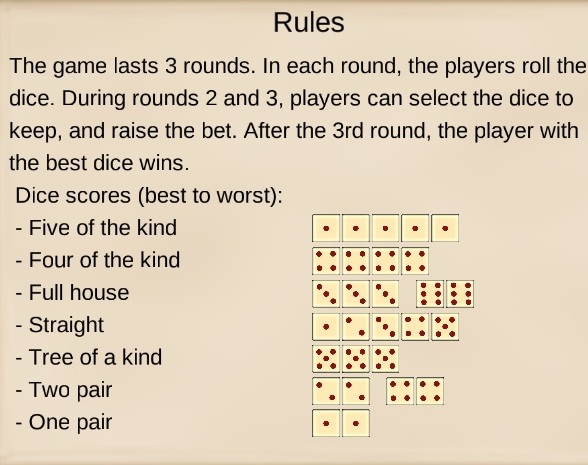 Rules
The game lasts 3 rounds. In each round, the players roll the
dice. During rounds 2 and 3, players can select the dice to
keep, and raise the bet. After the 3rd round, the player with
the best dice wins.
Dice scores (best to worst):
- Five of the kind
- Four of the kind
- Full house
- Straight
- Tree of a kind
- Two pair
- One pair